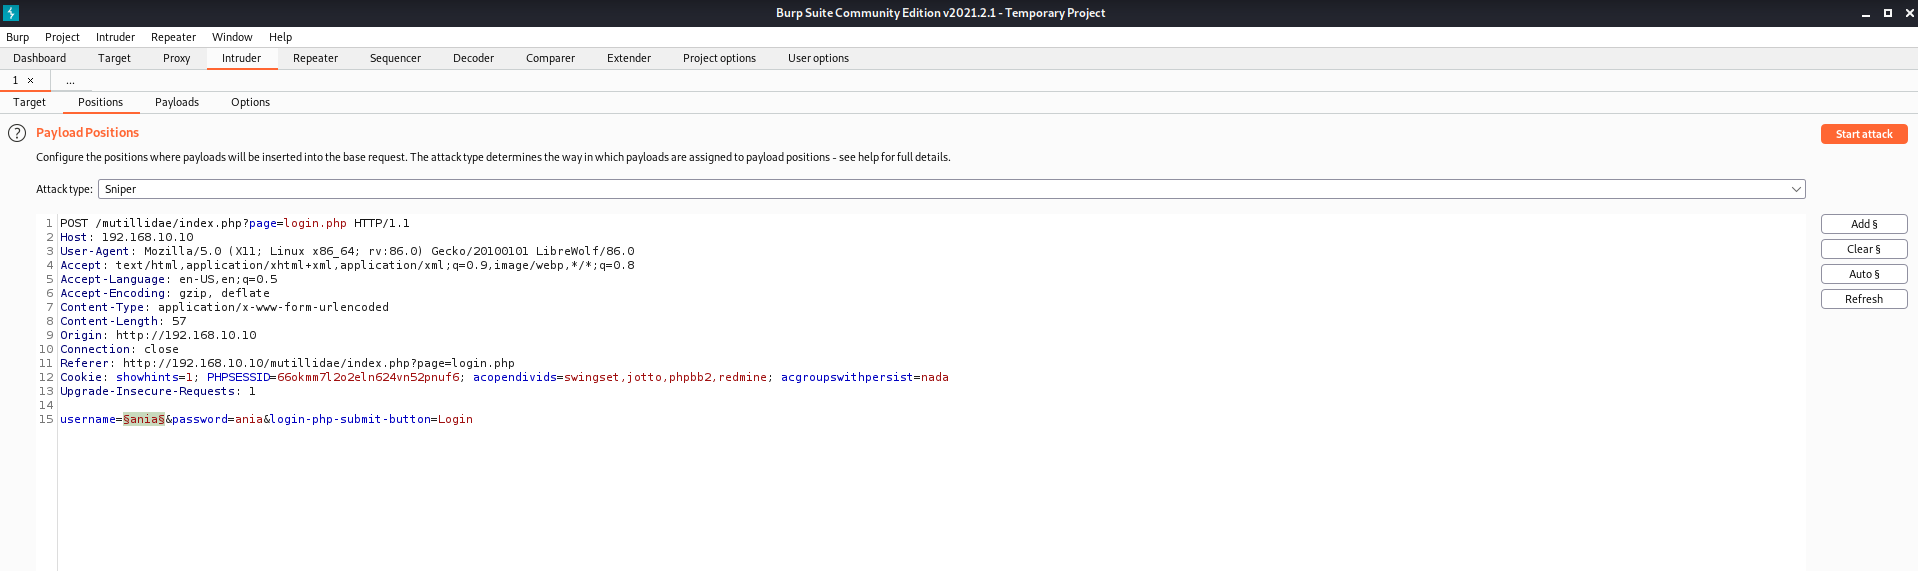 Burp Suite Community Edition v2021.2.1 - Temporary Project
Burp Project Intruder Repeater Window Help
Dashboard Target Proxy Intruder Repeater Sequencer Decoder Comparer Extender Project options User options
1 × ...
Target Positions Payloads Options
? Payload Positions
Start attack
Configure the positions where payloads will be inserted into the base request. The attack type determines the way in which payloads are assigned to payload positions - see help for full details.
Attack type: Sniper
1 POST /mutillidae/index.php?page=login.php HTTP/1.1
2 Host: 192.168.10.10
3 User-Agent: Mozilla/5.0 (X11; Linux x86_64; rv:86.0) Gecko/20100101 LibreWolf/86.0
4 Accept: text/html,application/xhtml+xml,application/xml;q=0.9,image/webp,*/*;q=0.8
5 Accept-Language: en-US,en;q=0.5
6 Accept-Encoding: gzip, deflate
7 Content-Type: application/x-www-form-urlencoded
8 Content-Length: 57
9 Origin: http://192.168.10.10
10 Connection: close
11 Referer: http://192.168.10.10/mutillidae/index.php?page=login.php
12 Cookie: showhints=1; PHPSESSID=66okmm7l2o2eln624vn52pnuf6; acopendivids=swingset,jotto,phpbb2,redmine; acgroupswithpersist=nada
13 Upgrade-Insecure-Requests: 1
14
15 username=§ania§&password=ania&login-php-submit-button=Login
Add §
Clear §
Auto §
Refresh